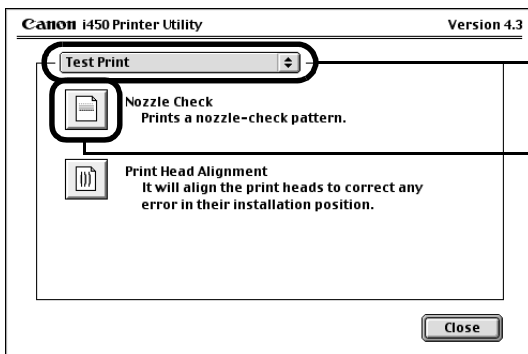 Canon i450 Printer Utility Version 4.3
Test Print
Nozzle Check
Prints a nozzle-check pattern.
Print Head Alignment
It will align the print heads to correct any
error in their installation position.
Close